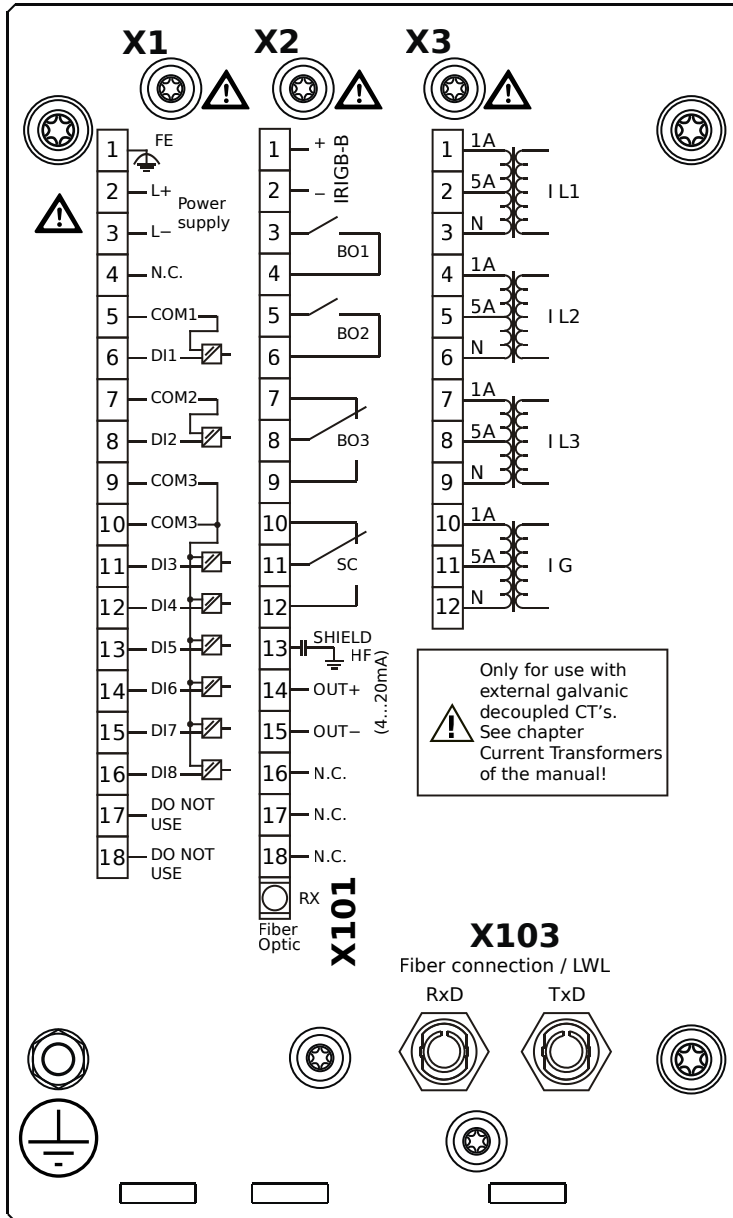 X1
X2
X3
1 FE
2 L+
Power
supply
3 L−
4 N.C.
5 COM1
6 DI1
7 COM2
8 DI2
9 COM3
10 COM3
11 DI3
12 DI4
13 DI5
14 DI6
15 DI7
16 DI8
17 DO NOT
USE
18 DO NOT
USE
1 +
IRIGB-B
2 −
3
BO1
4
5
BO2
6
7
8 BO3
9
10
11 SC
12
13 SHIELD
HF
14 OUT+
(4...20mA)
15 OUT−
16 N.C.
17 N.C.
18 N.C.
RX
Fiber
Optic
X101
1 1A
2 5A I L1
3 N
4 1A
5 5A I L2
6 N
7 1A
8 5A I L3
9 N
10 1A
11 5A I G
12 N
Only for use with
external galvanic
decoupled CT's.
See chapter
Current Transformers
of the manual!
X103
Fiber connection / LWL
RxD TxD